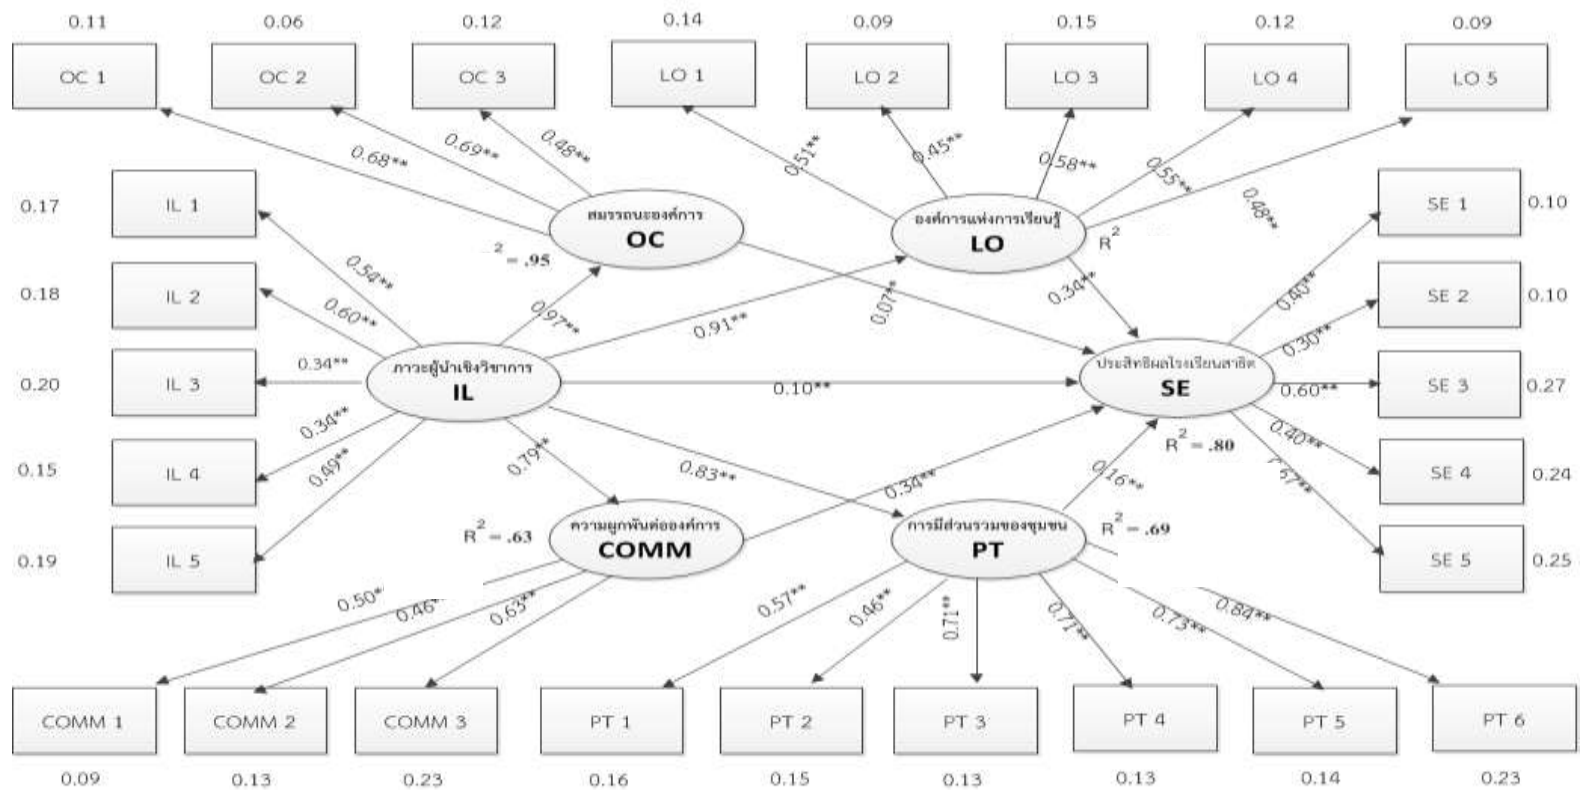 0.11 0.06 0.12 0.14 0.09 0.15 0.12 0.09
OC 1 OC 2 OC 3 LO 1 LO 2 LO 3 LO 4 LO 5
0.68** 0.69** 0.48** 0.51** 0.45** 0.58** 0.55** 0.48**
0.17 IL 1 SE 1 0.10
สมรรถนะองค์การ
OC
² = .95
องค์การแห่งการเรียนรู้
LO
R²
0.54** 0.97** 0.91** 0.07** 0.34** 0.40**
0.18 IL 2 SE 2 0.10
0.60** 0.30**
ภาวะผู้นำเชิงวิชาการ
IL
ประสิทธิผลโรงเรียนสาธิต
SE
0.20 IL 3 0.34** 0.10** 0.60** SE 3 0.27
0.34** 0.40**
R² = .80
0.15 IL 4 SE 4 0.24
0.49** 0.79** 0.83** 0.34** 0.16**
R² = .63
ความผูกพันต่อองค์การ
COMM
การมีส่วนรวมของชุมชน
PT
R² = .69
0.19 IL 5 SE 5 0.25
0.50* 0.46 0.63** 0.57** 0.46** 0.71** 0.71** 0.73** 0.84**
COMM 1 COMM 2 COMM 3 PT 1 PT 2 PT 3 PT 4 PT 5 PT 6
0.09 0.13 0.23 0.16 0.15 0.13 0.13 0.14 0.23